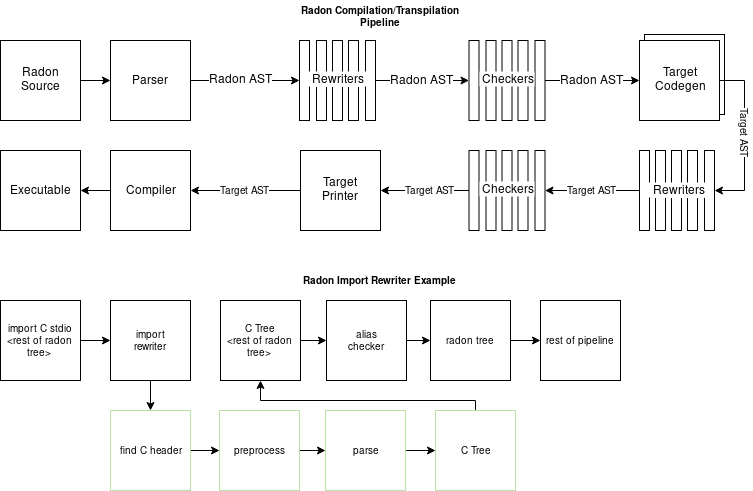 Radon Compilation/Transpilation
Pipeline
Radon
Source
Parser
Radon AST
Rewriters
Radon AST
Checkers
Radon AST
Target
Codegen
Target AST
Executable
Compiler
Target AST
Target
Printer
Target AST
Checkers
Target AST
Rewriters
Radon Import Rewriter Example
import C stdio
<rest of radon
tree>
import
rewriter
C Tree
<rest of radon
tree>
alias
checker
radon tree
rest of pipeline
find C header
preprocess
parse
C Tree